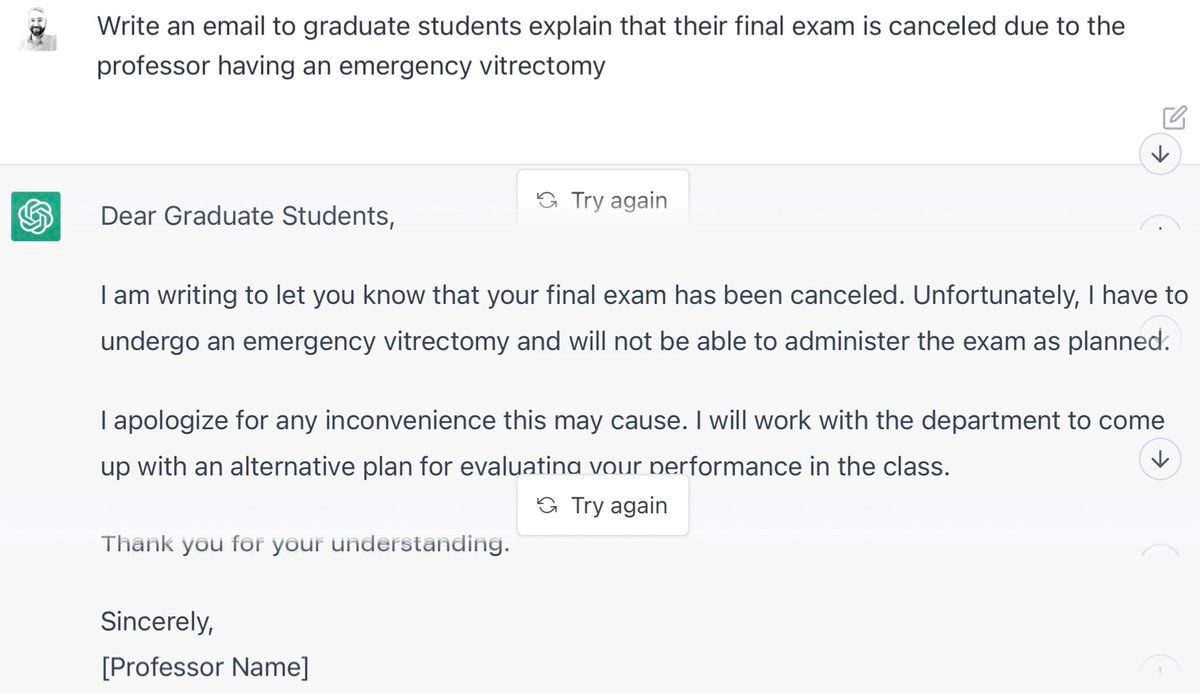 Write an email to graduate students explain that their final exam is canceled due to the
professor having an emergency vitrectomy
Try again
Dear Graduate Students,
I am writing to let you know that your final exam has been canceled. Unfortunately, I have to
undergo an emergency vitrectomy and will not be able to administer the exam as planned.
I apologize for any inconvenience this may cause. I will work with the department to come
up with an alternative plan for evaluating your performance in the class.
Try again
Thank you for your understanding.
Sincerely,
[Professor Name]